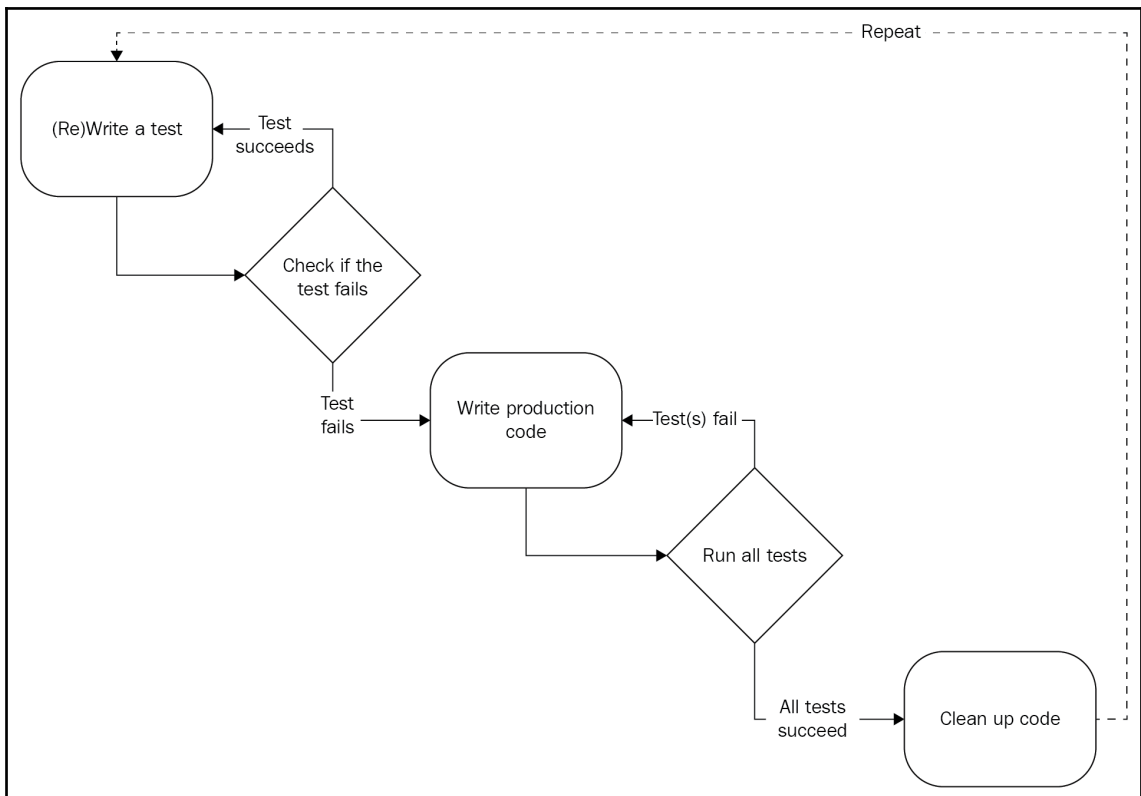 Repeat
(Re)Write a test
Test
succeeds
Check if the
test fails
Test
fails
Write production
code
Test(s) fail
Run all tests
All tests
succeed
Clean up code